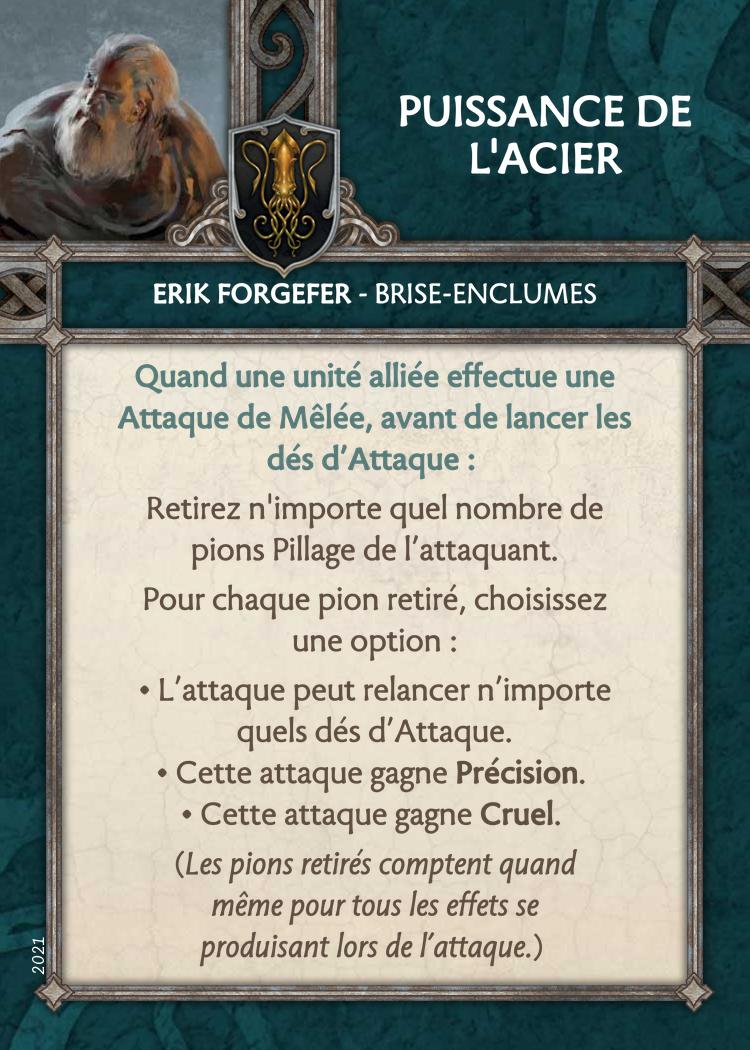 PUISSANCE DE
L'ACIER
ERIK FORGEFER - BRISE-ENCLUMES
Quand une unité alliée effectue une
Attaque de Mêlée, avant de lancer les
dés d’Attaque :
Retirez n'importe quel nombre de
pions Pillage de l’attaquant.
Pour chaque pion retiré, choisissez
une option :
• L’attaque peut relancer n’importe
quels dés d’Attaque.
• Cette attaque gagne Précision.
• Cette attaque gagne Cruel.
(Les pions retirés comptent quand
même pour tous les effets se
produisant lors de l’attaque.)
2021